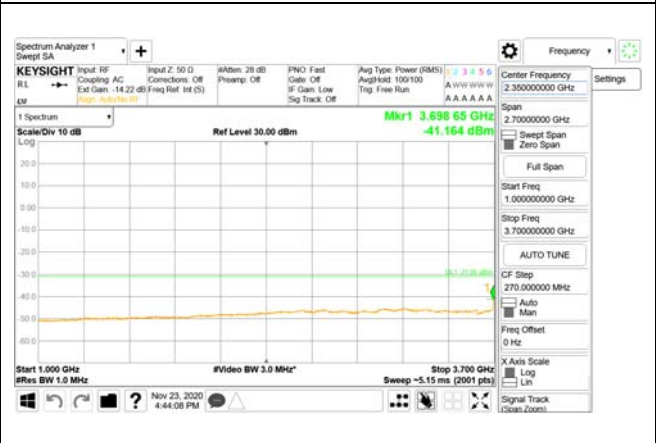 Spectrum Analyzer 1
Swept SA
Frequency
KEYSIGHT
RL
Input: RF
Coupling: AC
Ext Gain: -14.22 dB
Align: Auto/No RF
Input Z: 50 Ω
Corrections: Off
Freq Ref: Int (S)
#Atten: 28 dB
Preamp: Off
PNO: Fast
Gate: Off
IF Gain: Low
Sig Track: Off
Avg Type: Power (RMS)
Avg|Hold: 100/100
Trig: Free Run
1 2 3 4 5 6
A W W W W W
A A A A A A
Center Frequency
2.350000000 GHz
Settings
1 Spectrum
Scale/Div 10 dB
Log
Ref Level 30.00 dBm
Mkr1 3.698 65 GHz
-41.164 dBm
Span
2.70000000 GHz
Swept Span
Zero Span
Full Span
Start Freq
1.000000000 GHz
Stop Freq
3.700000000 GHz
AUTO TUNE
CF Step
270.000000 MHz
Auto
Man
Freq Offset
0 Hz
X Axis Scale
Log
Lin
Signal Track
(Span Zoom)
20.0
10.0
0.00
-10.0
-20.0
-30.0
-40.0
-50.0
-60.0
1
Start 1.000 GHz
#Res BW 1.0 MHz
#Video BW 3.0 MHz*
Stop 3.700 GHz
Sweep ~5.15 ms (2001 pts)
Nov 23, 2020
4:44:08 PM